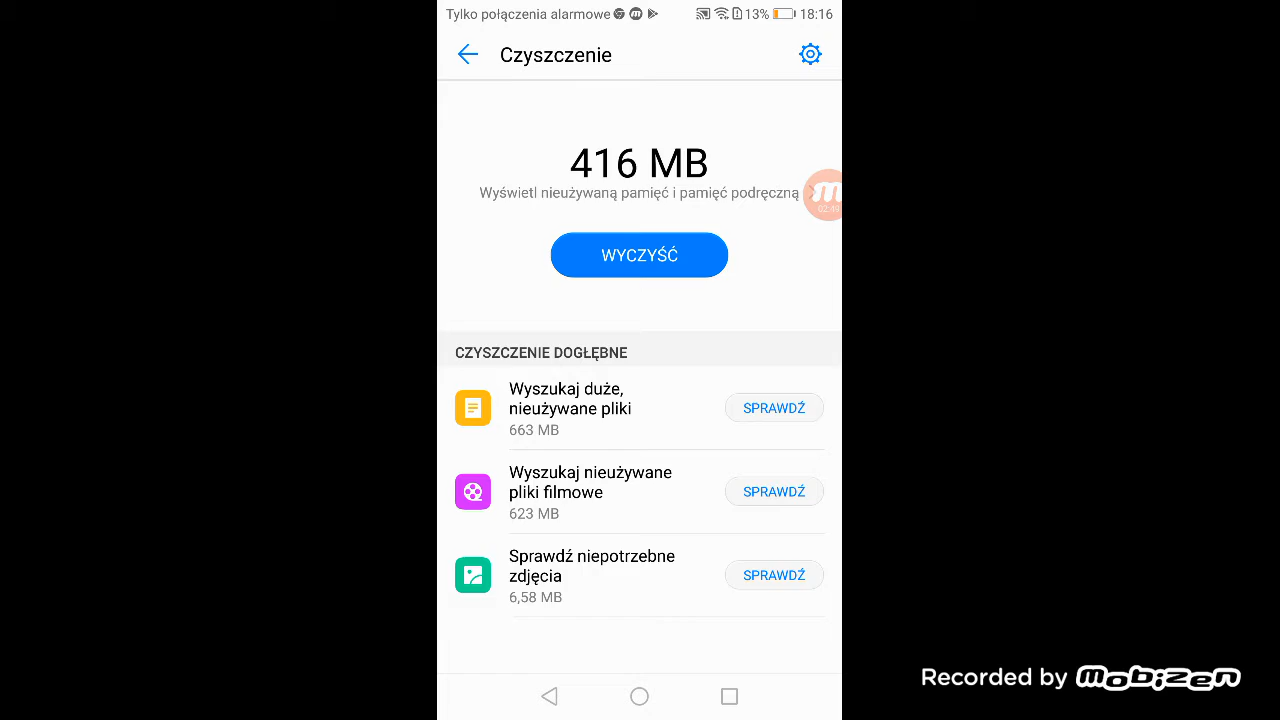 Tylko połączenia alarmowe 13% 18:16
Czyszczenie
416 MB
Wyświetl nieużywaną pamięć i pamięć podręczną
02:49
WYCZYŚĆ
CZYSZCZENIE DOGŁĘBNE
Wyszukaj duże,
nieużywane pliki
663 MB
SPRAWDŹ
Wyszukaj nieużywane
pliki filmowe
623 MB
SPRAWDŹ
Sprawdź niepotrzebne
zdjęcia
6,58 MB
SPRAWDŹ
Recorded by mobizen